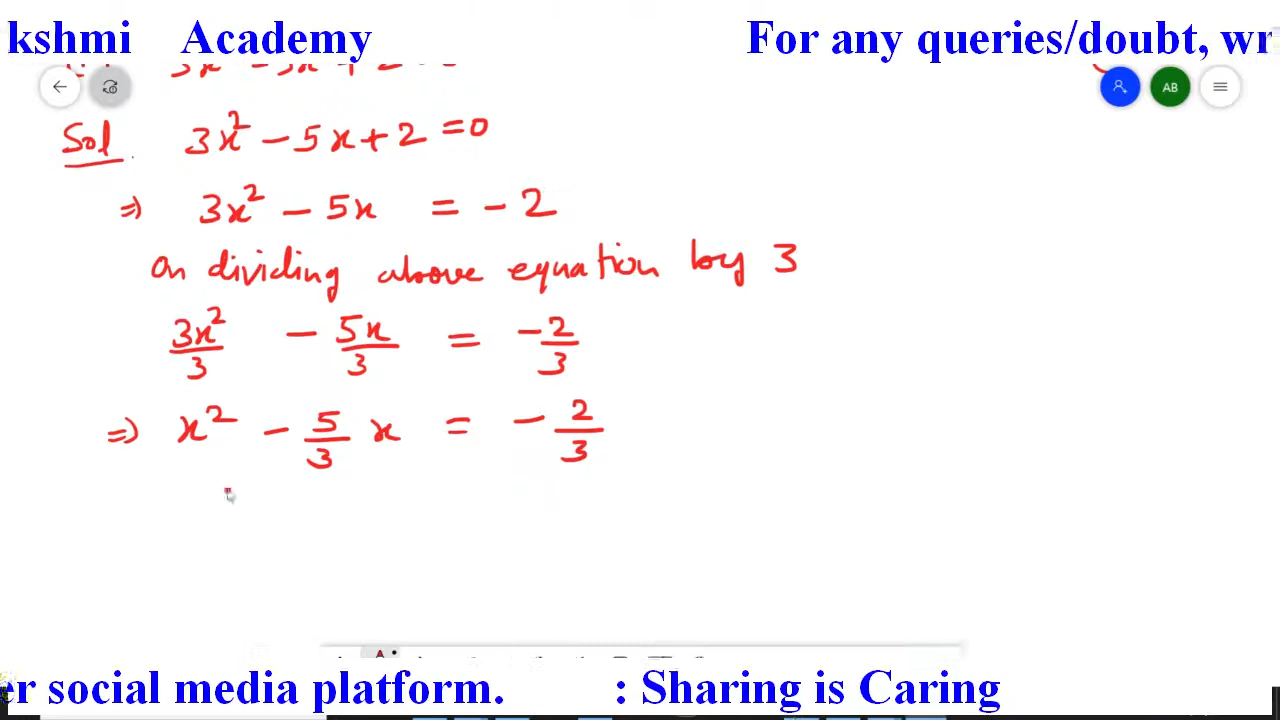 kshmi Academy For any queries/doubt, wr
Sol. 3x² - 5x + 2 = 0
⇒ 3x² - 5x = -2
On dividing above equation by 3
3x²/3 - 5x/3 = -2/3
⇒ x² - 5/3 x = -2/3
AB
er social media platform. : Sharing is Caring